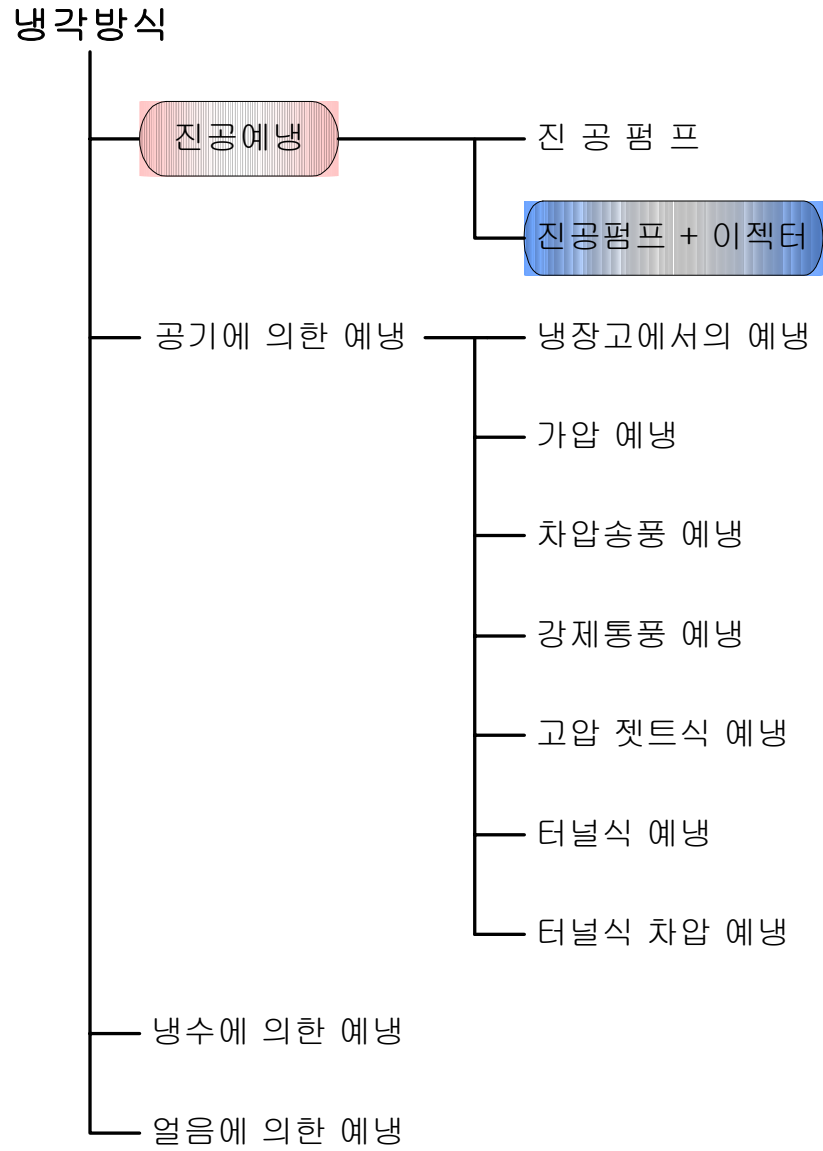 냉각방식
진공예냉
진 공 펌 프
진공펌프 + 이젝터
공기에 의한 예냉
냉장고에서의 예냉
가압 예냉
차압송풍 예냉
강제통풍 예냉
고압 젯트식 예냉
터널식 예냉
터널식 차압 예냉
냉수에 의한 예냉
얼음에 의한 예냉